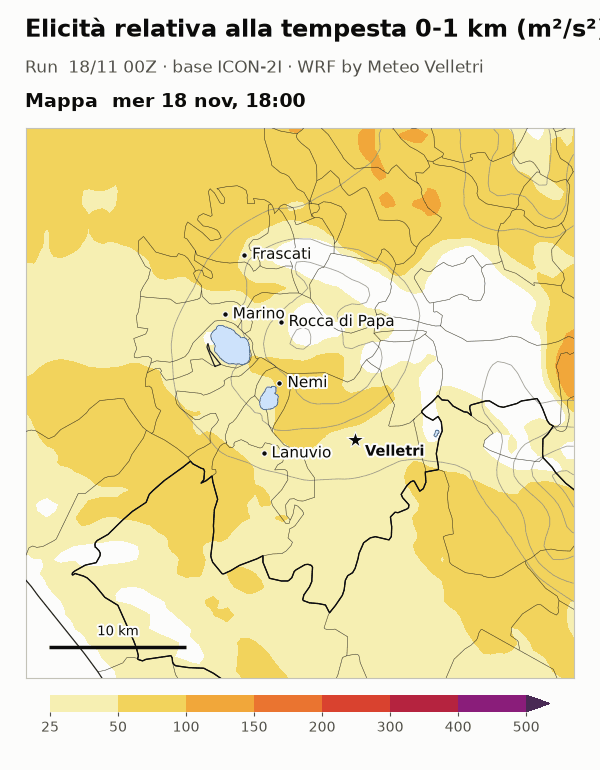 Elicità relativa alla tempesta 0-1 km (m²/s²)
Run 18/11 00Z · base ICON-2I · WRF by Meteo Velletri
Mappa mer 18 nov, 18:00
Frascati
Marino
Rocca di Papa
Nemi
Velletri
Lanuvio
10 km
25 50 100 150 200 300 400 500